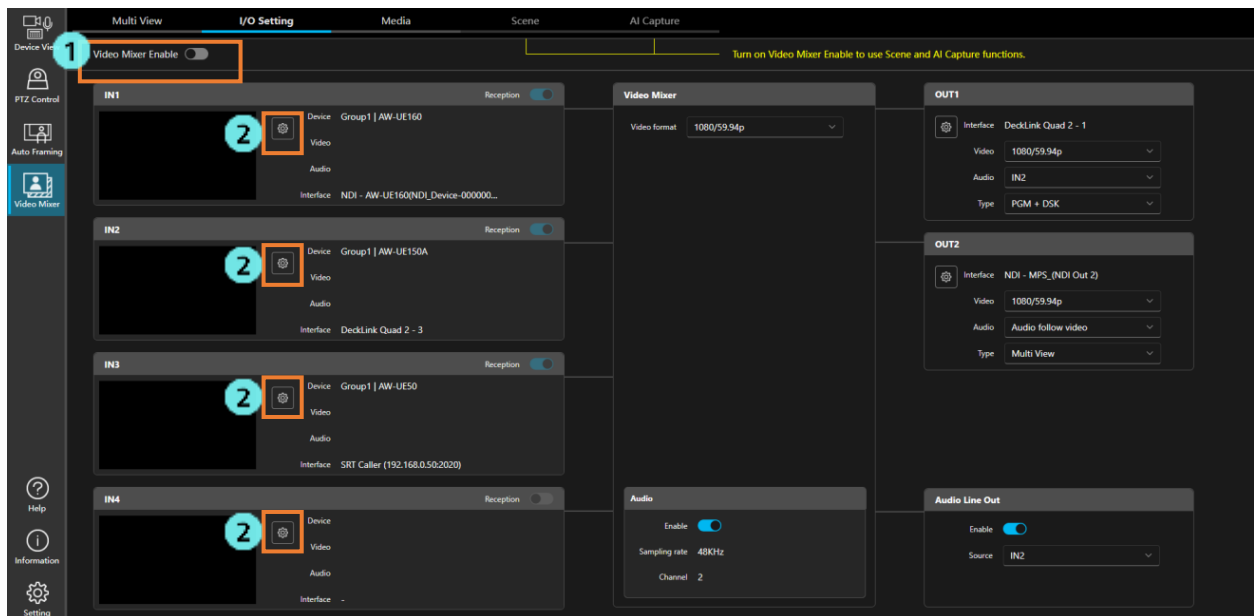 Multi View
I/O Setting
Media
Scene
AI Capture
Device View
PTZ Control
Auto Framing
Video Mixer
Help
Information
Setting
1
Video Mixer Enable
Turn on Video Mixer Enable to use Scene and AI Capture functions.
IN1
Reception
2
Device Group1 | AW-UE160
Video
Audio
Interface NDI - AW-UE160(NDI_Device-000000...
IN2
Reception
2
Device Group1 | AW-UE150A
Video
Audio
Interface DeckLink Quad 2 - 3
IN3
Reception
2
Device Group1 | AW-UE50
Video
Audio
Interface SRT Caller (192.168.0.50:2020)
IN4
Reception
2
Device
Video
Audio
Interface -
Video Mixer
Video format 1080/59.94p
Audio
Enable
Sampling rate 48KHz
Channel 2
OUT1
Interface DeckLink Quad 2 - 1
Video 1080/59.94p
Audio IN2
Type PGM + DSK
OUT2
Interface NDI - MPS_(NDI Out 2)
Video 1080/59.94p
Audio Audio follow video
Type Multi View
Audio Line Out
Enable
Source IN2